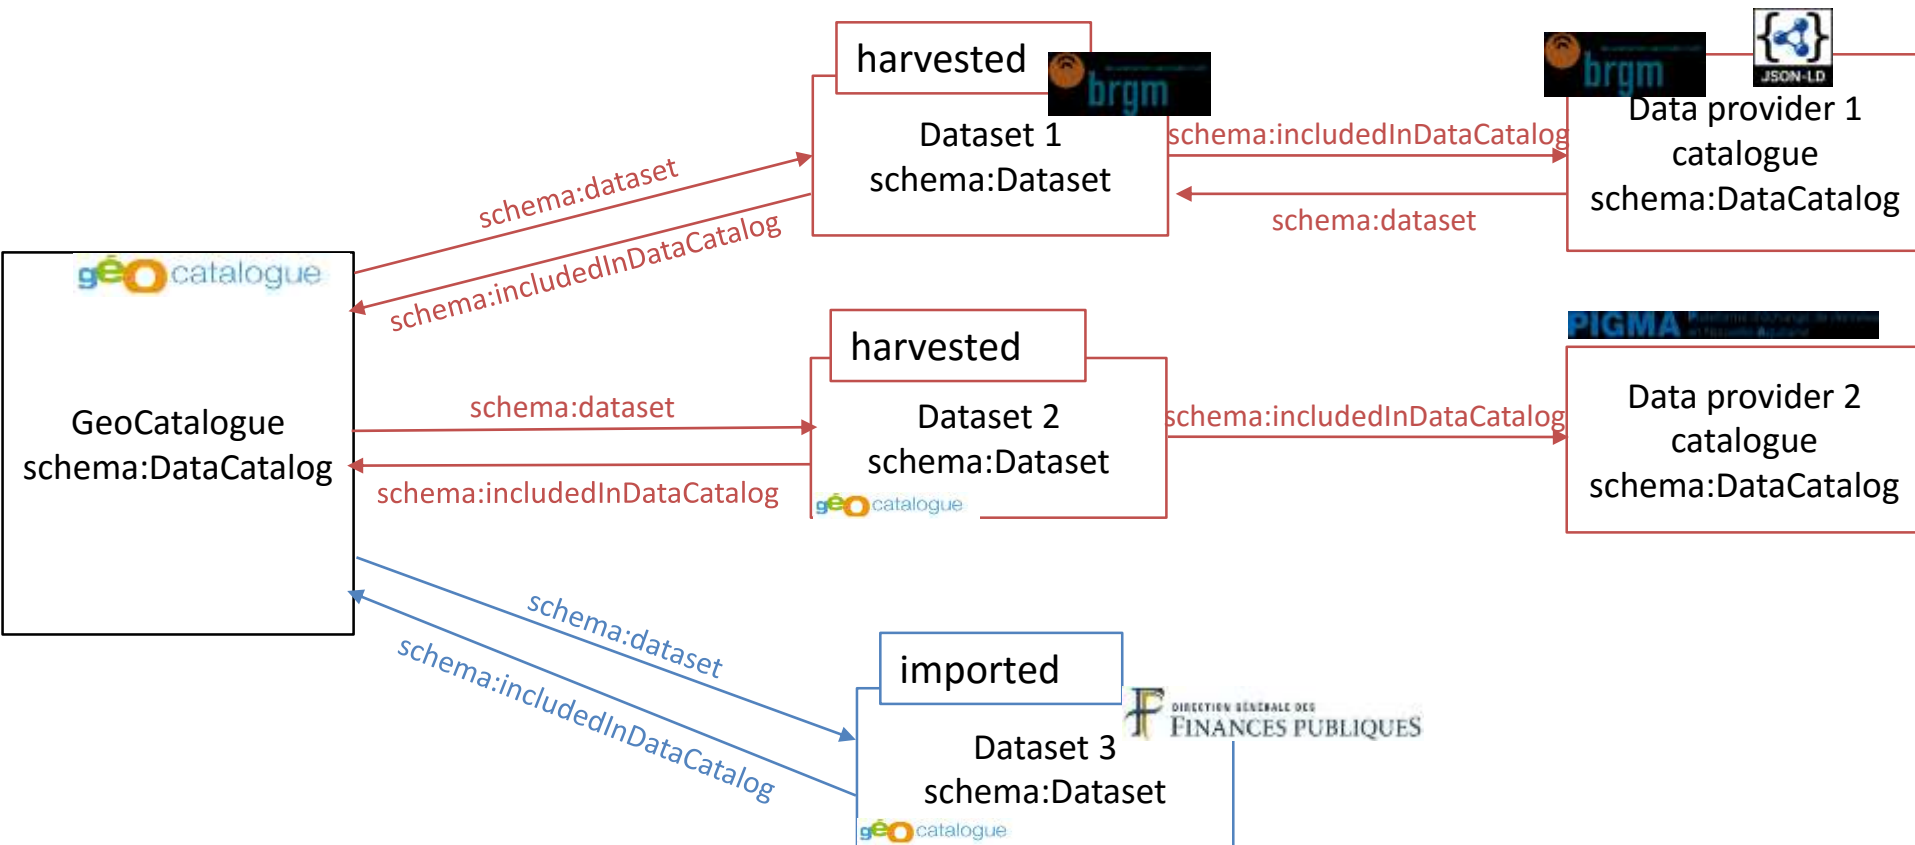 harvested
brgm
Dataset 1
schema:Dataset
brgm
JSON-LD
Data provider 1
catalogue
schema:DataCatalog
schema:includedInDataCatalog
schema:dataset
schema:dataset
schema:includedInDataCatalog
géo catalogue
GeoCatalogue
schema:DataCatalog
harvested
Dataset 2
schema:Dataset
géo catalogue
schema:dataset
schema:includedInDataCatalog
schema:includedInDataCatalog
PIGMA
Data provider 2
catalogue
schema:DataCatalog
schema:dataset
schema:includedInDataCatalog
imported
DIRECTION GÉNÉRALE DES
FINANCES PUBLIQUES
Dataset 3
schema:Dataset
géo catalogue